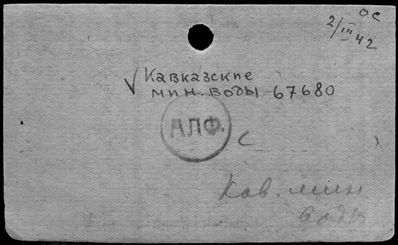 ос
2/III 42
√ Кавказские
мин. воды 67680
АЛФ.
( )
Кав. мин
воды